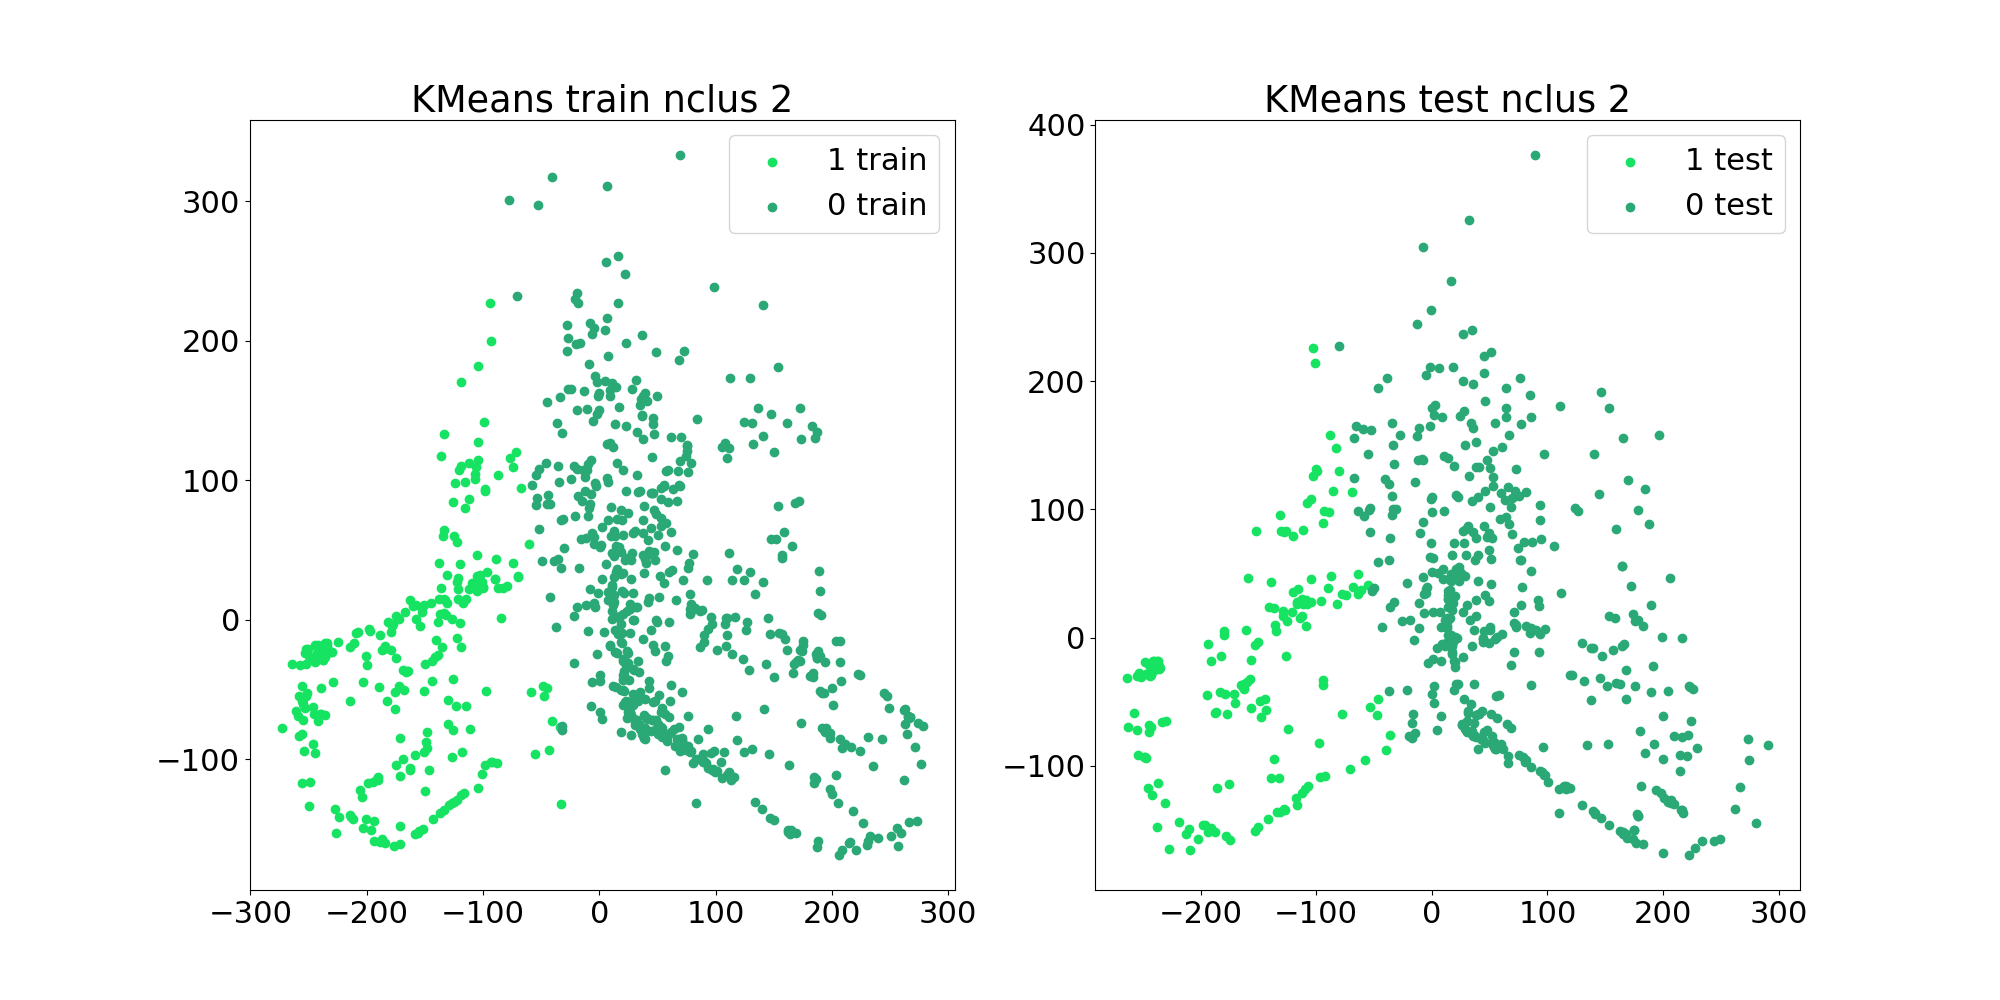 KMeans train nclus 2
1 train
0 train
300
200
100
0
−100
−300 −200 −100 0 100 200 300
KMeans test nclus 2
1 test
0 test
400
300
200
100
0
−100
−200 −100 0 100 200 300